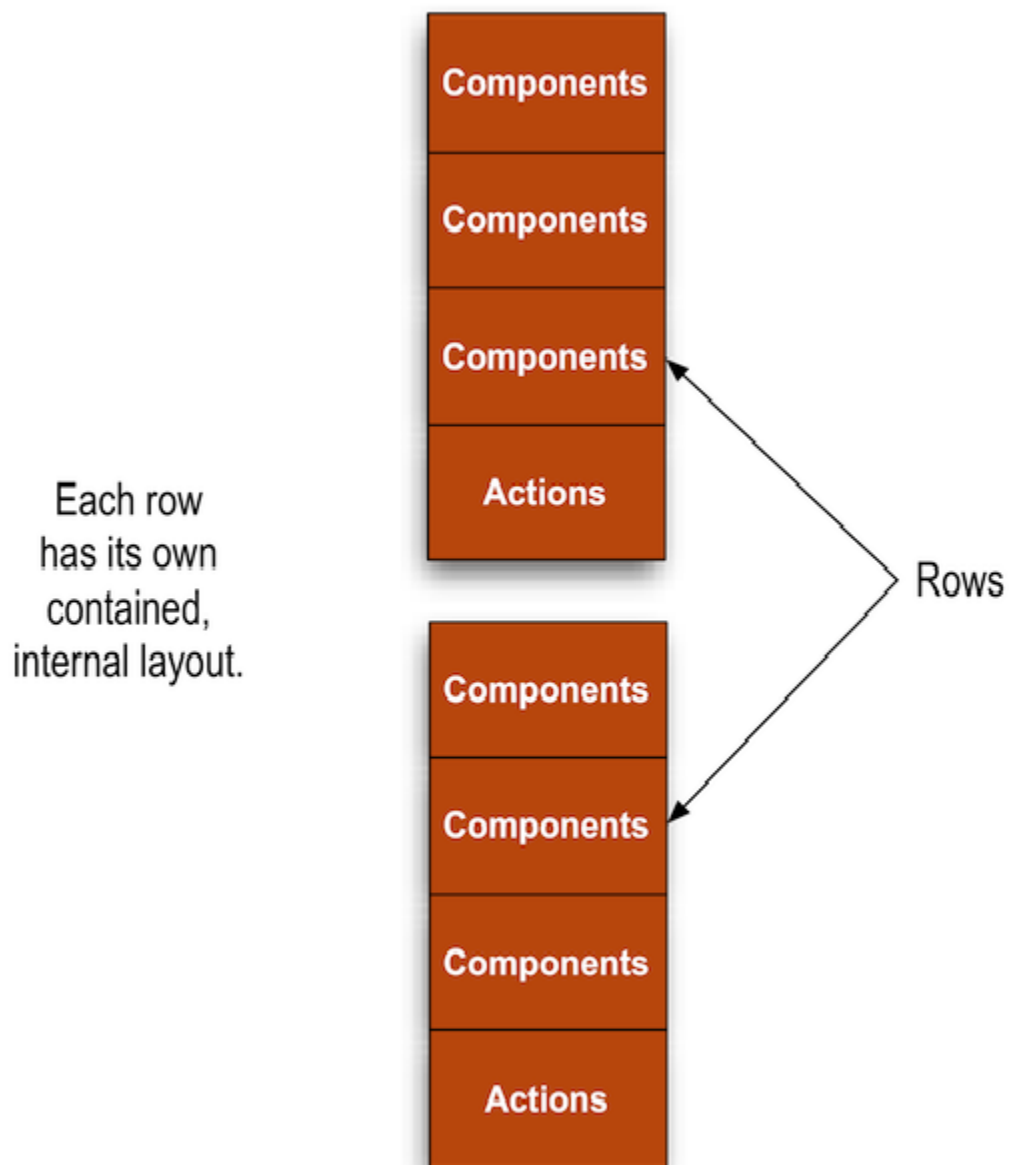 Components
Components
Components
Actions
Each row
has its own
contained,
internal layout.
Rows
Components
Components
Components
Actions